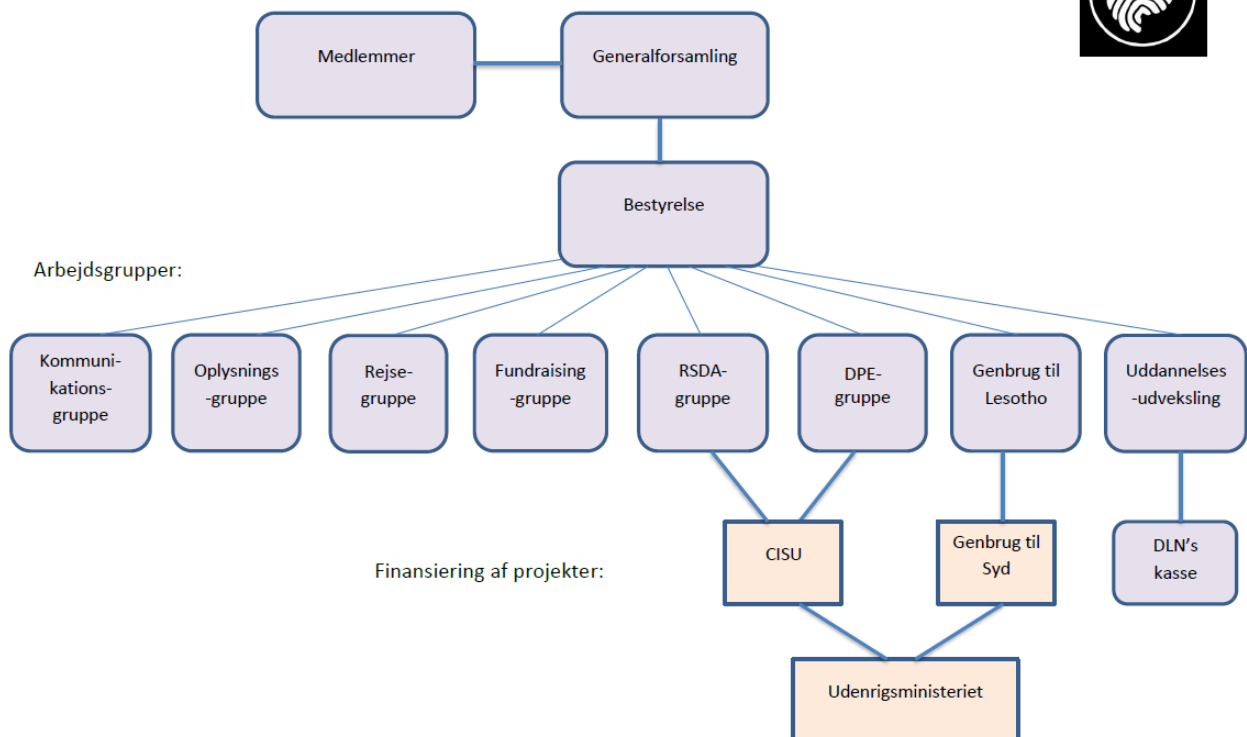 Medlemmer
Generalforsamling
Bestyrelse
Arbejdsgrupper:
Kommuni-
kations-
gruppe
Oplysnings
-gruppe
Rejse-
gruppe
Fundraising
-gruppe
RSDA-
gruppe
DPE-
gruppe
Genbrug til
Lesotho
Uddannelses
-udveksling
Finansiering af projekter:
CISU
Genbrug til
Syd
DLN's
kasse
Udenrigsministeriet